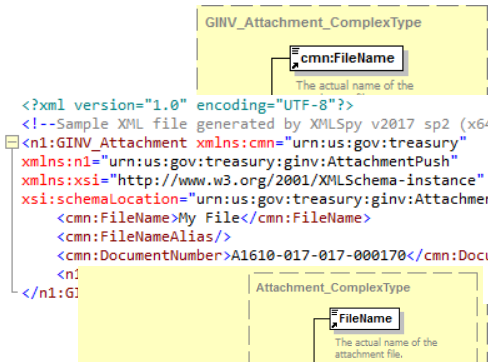 GINV_Attachment_ComplexType
cmn:FileName
The actual name of the
<?xml version="1.0" encoding="UTF-8"?>
<!--Sample XML file generated by XMLSpy v2017 sp2 (x64
<n1:GINV_Attachment xmlns:cmn="urn:us:gov:treasury"
xmlns:n1="urn:us:gov:treasury:ginv:AttachmentPush"
xmlns:xsi="http://www.w3.org/2001/XMLSchema-instance"
xsi:schemaLocation="urn:us:gov:treasury:ginv:Attachmen
<cmn:FileName>My File</cmn:FileName>
<cmn:FileNameAlias/>
<cmn:DocumentNumber>A1610-017-017-000170</cmn:Docu
<n1
</n1:GI
Attachment_ComplexType
FileName
The actual name of the
attachment file.